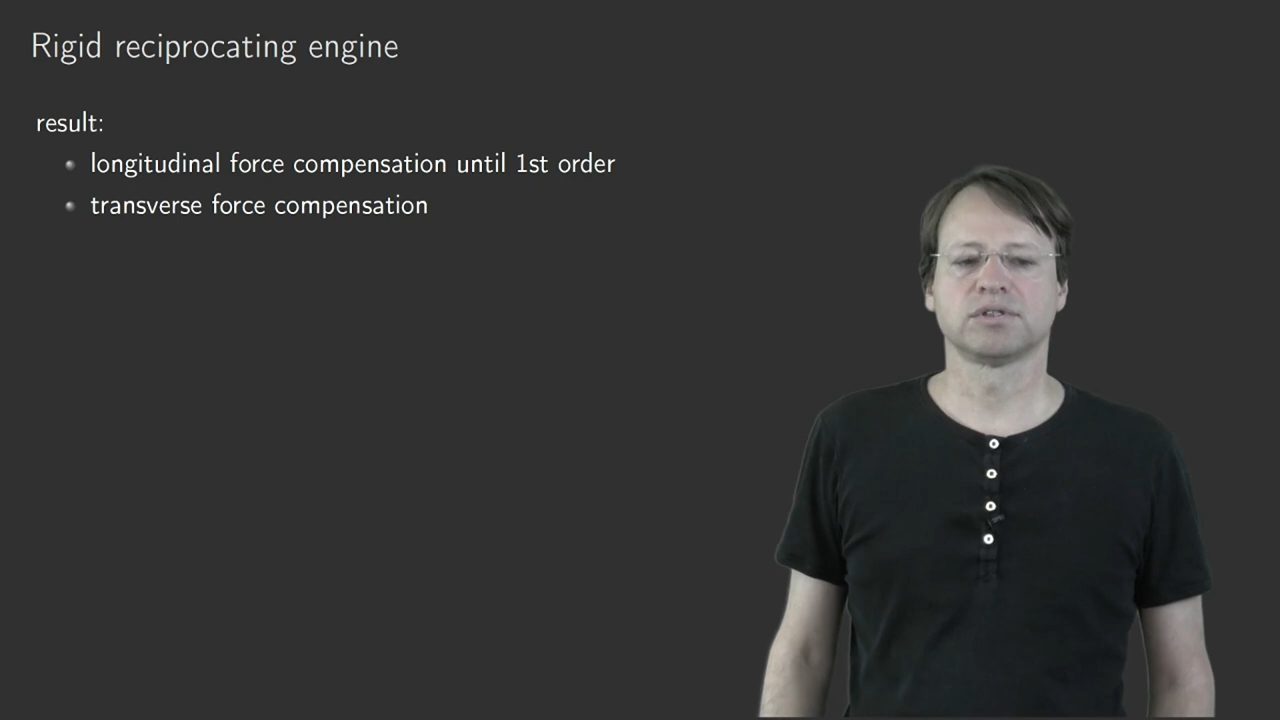 Rigid reciprocating engine
result:
longitudinal force compensation until 1st order
transverse force compensation